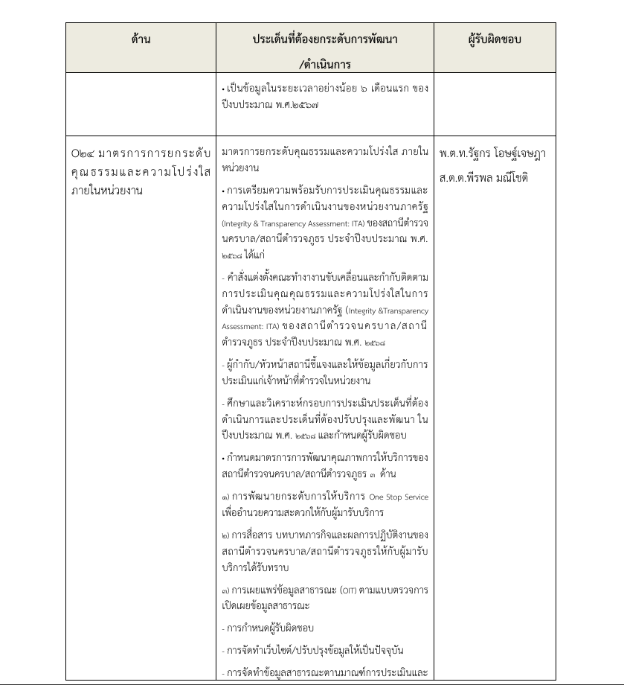 ด้าน
ประเด็นที่ต้องยกระดับการพัฒนา
/ดำเนินการ
ผู้รับผิดชอบ
• เป็นข้อมูลในระยะเวลาอย่างน้อย ๖ เดือนแรก ของ
ปีงบประมาณ พ.ศ.๒๕๖๗
O๒๔ มาตรการการยกระดับ
คุณธรรมและความโปร่งใส
ภายในหน่วยงาน
มาตรการยกระดับคุณธรรมและความโปร่งใส ภายใน
หน่วยงาน
• การเตรียมความพร้อมรับการประเมินคุณธรรมและ
ความโปร่งใสในการดำเนินงานของหน่วยงานภาครัฐ
(Integrity & Transparency Assessment: ITA) ของสถานีตำรวจ
นครบาล/สถานีตำรวจภูธร ประจำปีงบประมาณ พ.ศ.
๒๕๖๘ ได้แก่
- คำสั่งแต่งตั้งคณะทำงานขับเคลื่อนและกำกับติดตาม
การประเมินคุณคุณธรรมและความโปร่งใสในการ
ดำเนินงานของหน่วยงานภาครัฐ (Integrity &Transparency
Assessment: ITA) ของสถานีตำรวจนครบาล/สถานี
ตำรวจภูธร ประจำปีงบประมาณ พ.ศ. ๒๕๖๘
- ผู้กำกับ/หัวหน้าสถานีชี้แจงและให้ข้อมูลเกี่ยวกับการ
ประเมินแก่เจ้าหน้าที่ตำรวจในหน่วยงาน
- ศึกษาและวิเคราะห์กรอบการประเมินประเด็นที่ต้อง
ดำเนินการและประเด็นที่ต้องปรับปรุงและพัฒนา ใน
ปีงบประมาณ พ.ศ. ๒๕๖๘ และกำหนดผู้รับผิดชอบ
• กำหนดมาตรการการพัฒนาคุณภาพการให้บริการของ
สถานีตำรวจนครบาล/สถานีตำรวจภูธร ๓ ด้าน
๑) การพัฒนายกระดับการให้บริการ One Stop Service
เพื่ออำนวยความสะดวกให้กับผู้มารับบริการ
๒) การสื่อสาร บทบาทภารกิจและผลการปฏิบัติงานของ
สถานีตำรวจนครบาล/สถานีตำรวจภูธรให้กับผู้มารับ
บริการได้รับทราบ
๓) การเผยแพร่ข้อมูลสาธารณะ (OIT) ตามแบบตรวจการ
เปิดเผยข้อมูลสาธารณะ
- การกำหนดผู้รับผิดชอบ
- การจัดทำเว็บไซต์/ปรับปรุงข้อมูลให้เป็นปัจจุบัน
- การจัดทำข้อมูลสาธารณะตามเกณฑ์การประเมินและ
พ.ต.ท.รัฐกร โอษฐ์เจษฎา
ส.ต.ต.พีรพล มณีโชติ